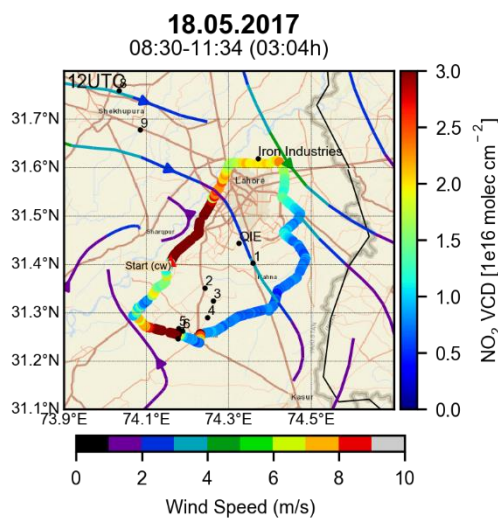 18.05.2017
08:30-11:34 (03:04h)
12UTC
8
Shekhupura
9
Iron Industries
Lahore
Sharqpur
QIE
1
Kahna
Start (cw)
2
3
4
5
6
Kasur
31.7°N
31.6°N
31.5°N
31.4°N
31.3°N
31.2°N
31.1°N
73.9°E
74.1°E
74.3°E
74.5°E
3.0
2.5
2.0
1.5
1.0
0.5
0.0
NO₂ VCD [1e16 molec cm⁻²]
0 2 4 6 8 10
Wind Speed (m/s)